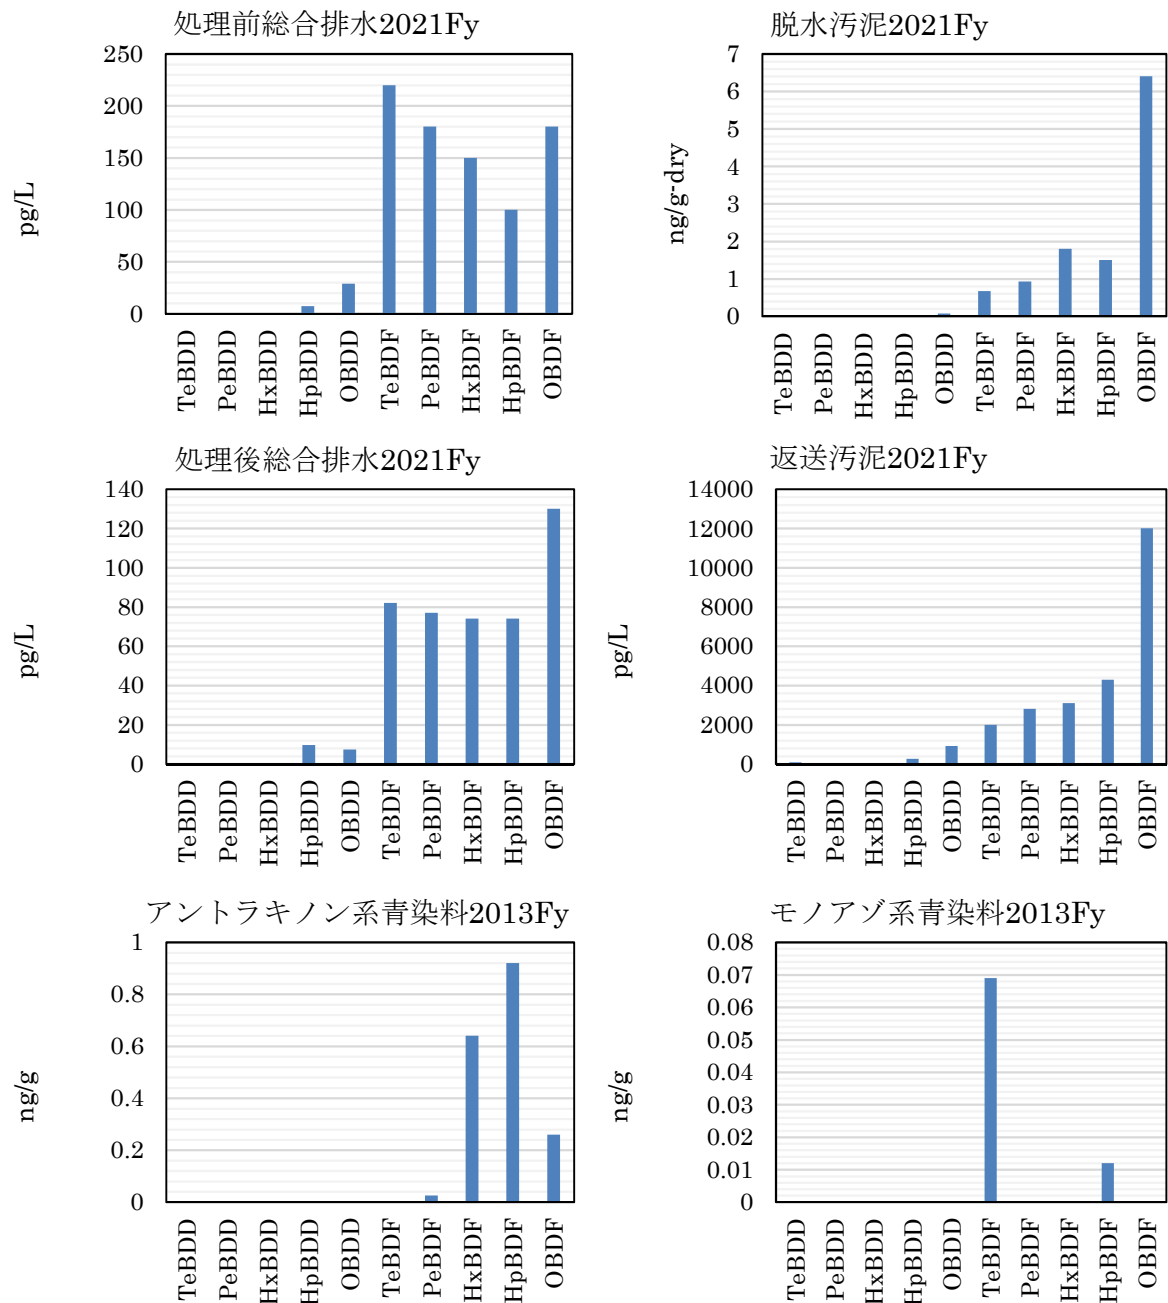 処理前総合排水2021Fy
250
200
150
100
50
0
pg/L
TeBDD
PeBDD
HxBDD
HpBDD
OBDD
TeBDF
PeBDF
HxBDF
HpBDF
OBDF
脱水汚泥2021Fy
7
6
5
4
3
2
1
0
ng/g-dry
TeBDD
PeBDD
HxBDD
HpBDD
OBDD
TeBDF
PeBDF
HxBDF
HpBDF
OBDF
処理後総合排水2021Fy
140
120
100
80
60
40
20
0
pg/L
TeBDD
PeBDD
HxBDD
HpBDD
OBDD
TeBDF
PeBDF
HxBDF
HpBDF
OBDF
返送汚泥2021Fy
14000
12000
10000
8000
6000
4000
2000
0
pg/L
TeBDD
PeBDD
HxBDD
HpBDD
OBDD
TeBDF
PeBDF
HxBDF
HpBDF
OBDF
アントラキノン系青染料2013Fy
1
0.8
0.6
0.4
0.2
0
ng/g
TeBDD
PeBDD
HxBDD
HpBDD
OBDD
TeBDF
PeBDF
HxBDF
HpBDF
OBDF
モノアゾ系青染料2013Fy
0.08
0.07
0.06
0.05
0.04
0.03
0.02
0.01
0
ng/g
TeBDD
PeBDD
HxBDD
HpBDD
OBDD
TeBDF
PeBDF
HxBDF
HpBDF
OBDF